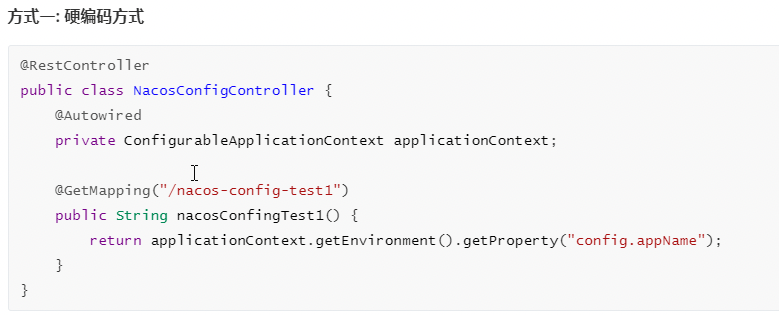 方式一: 硬编码方式
@RestController
public class NacosConfigController {
    @Autowired
    private ConfigurableApplicationContext applicationContext;
    @GetMapping("/nacos-config-test1")
    public String nacosConfingTest1() {
        return applicationContext.getEnvironment().getProperty("config.appName");
    }
}